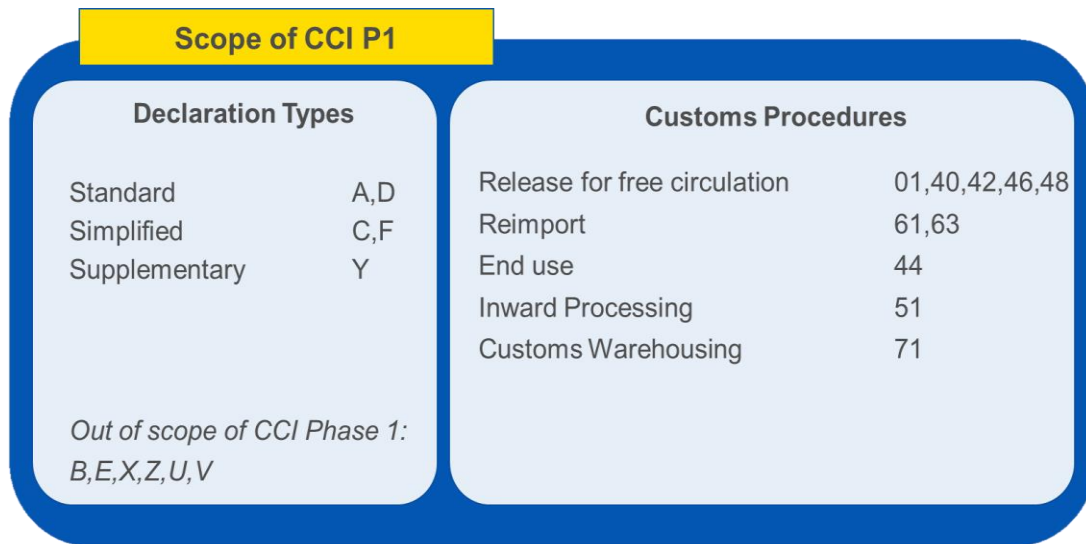 Scope of CCI P1
Declaration Types
Standard A,D
Simplified C,F
Supplementary Y
Out of scope of CCI Phase 1:
B,E,X,Z,U,V
Customs Procedures
Release for free circulation 01,40,42,46,48
Reimport 61,63
End use 44
Inward Processing 51
Customs Warehousing 71